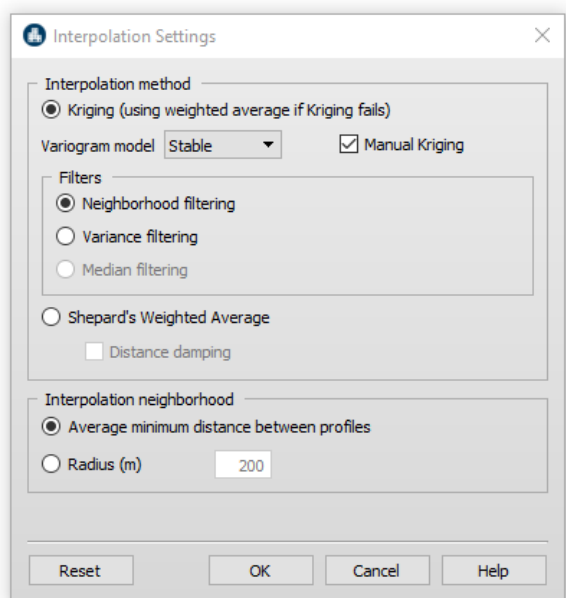 Interpolation Settings
Interpolation method
Kriging (using weighted average if Kriging fails)
Variogram model Stable Manual Kriging
Filters
Neighborhood filtering
Variance filtering
Median filtering
Shepard's Weighted Average
Distance damping
Interpolation neighborhood
Average minimum distance between profiles
Radius (m) 200
Reset OK Cancel Help